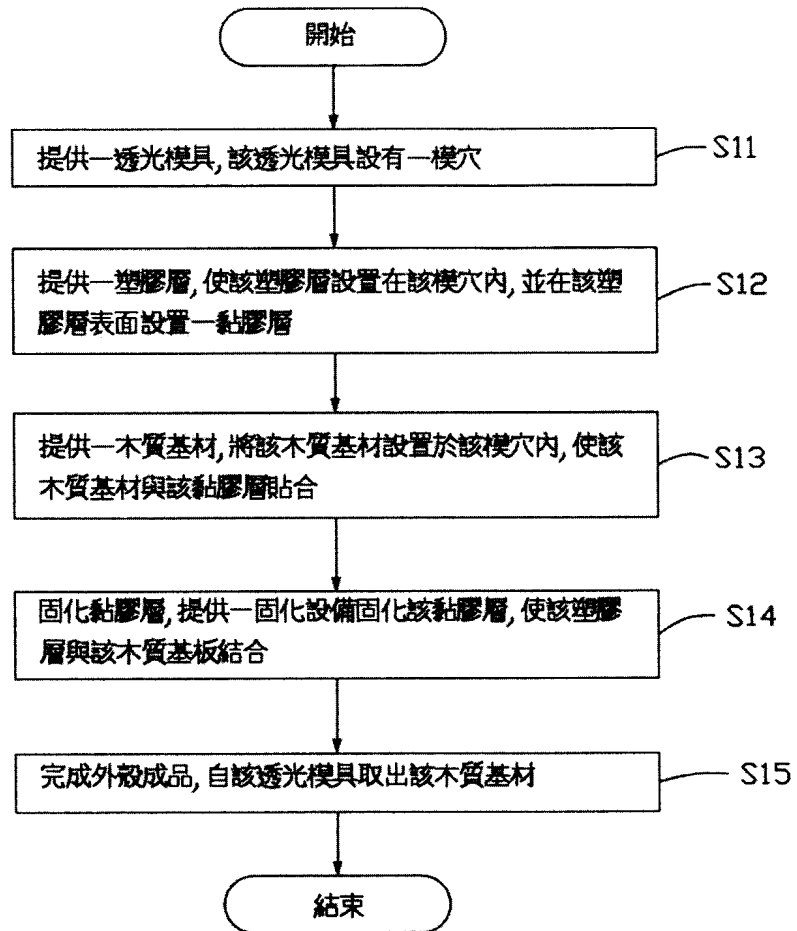 開始
提供一透光模具,該透光模具設有一模穴
S11
提供一塑膠層,使該塑膠層設置在該模穴內,並在該塑
膠層表面設置一黏膠層
S12
提供一木質基材,將該木質基材設置於該模穴內,使該
木質基材與該黏膠層貼合
S13
固化黏膠層,提供一固化設備固化該黏膠層,使該塑膠
層與該木質基板結合
S14
完成外殼成品,自該透光模具取出該木質基材
S15
結束